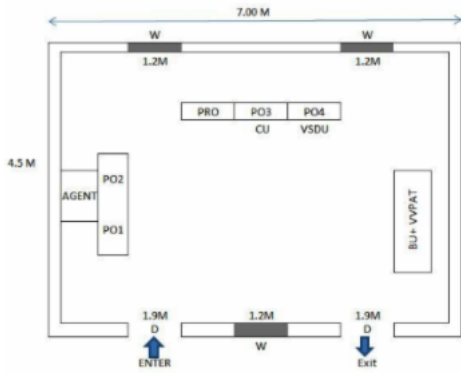 7.00 M
W W
1.2M 1.2M
PRO PO3 PO4
CU VSDU
4.5 M
AGENT PO2
PO1
BU+ VVPAT
1.9M 1.2M 1.9M
D W D
ENTER Exit